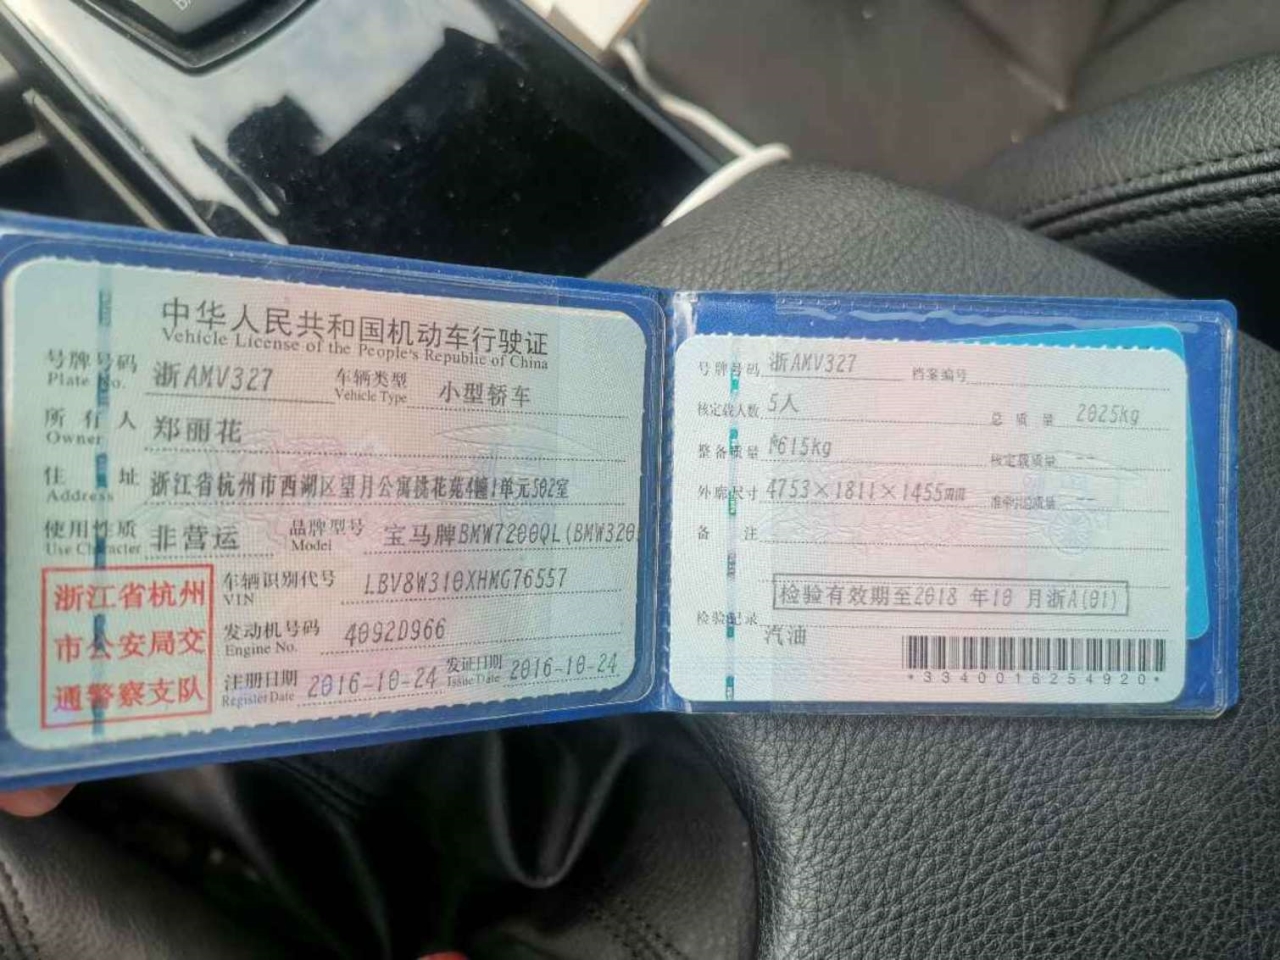 中华人民共和国机动车行驶证
Vehicle License of the People's Republic of China
号牌号码 浙AMV327 车辆类型 小型轿车
Plate No. Vehicle Type
所有人 郑丽花
Owner
住址 浙江省杭州市西湖区望月公寓桃花苑4幢1单元502室
Address
使用性质 非营运 品牌型号 宝马牌BMW7200QL(BMW320
Use Character Model
浙江省杭州
市公安局交
通警察支队
车辆识别代号 LBV8W310XHMG76557
VIN
发动机号码 4092D966
Engine No.
注册日期 2016-10-24 发证日期 2016-10-24
Register Date Issue Date
号牌号码 浙AMV327 档案编号
核定载人数 5人 总质量 2025kg
整备质量 1615kg 核定载质量 --
外廓尺寸 4753×1811×1455mm 准牵引总质量 --
备注
检验有效期至2018 年10 月浙A(01)
检验记录
汽油
*3340016254920*